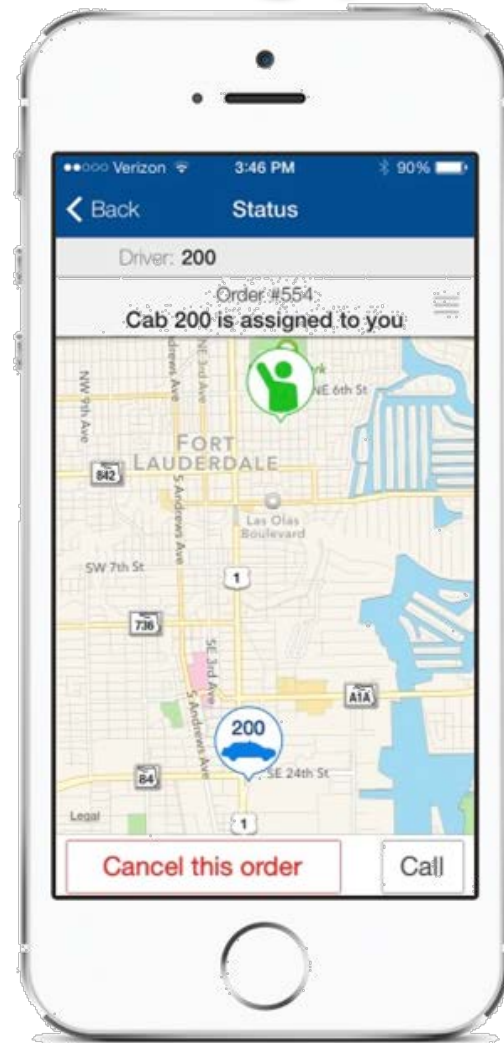 Verizon 3:46 PM 90%
Back Status
Driver: 200
Order #554
Cab 200 is assigned to you
NW 9th Ave
N Andrews Ave
NE 3rd Ave
NE 6th St
FORT
LAUDERDALE
842
S Andrews Ave
Las Olas
Boulevard
SW 7th St
1
736
SE 3rd Ave
A1A
200
S Andrews Ave
84
SE 24th St
Legal
1
Cancel this order Call